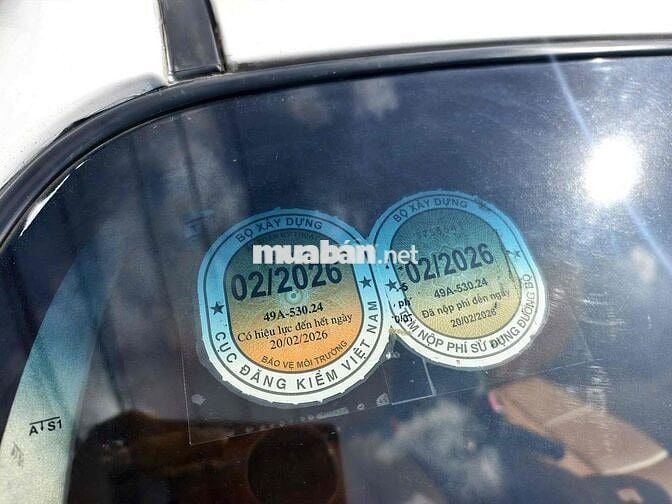 BỘ XÂY DỰNG
02/2026
49A-530.24
Có hiệu lực đến hết ngày
20/02/2026
BẢO VỆ MÔI TRƯỜNG
CỤC ĐĂNG KIỂM VIỆT NAM
BỘ XÂY DỰNG
02/2026
49A-530.24
Đã nộp phí đến ngày
20/02/2026
NỘP PHÍ SỬ DỤNG ĐƯỜNG BỘ
muaban.net
AS1